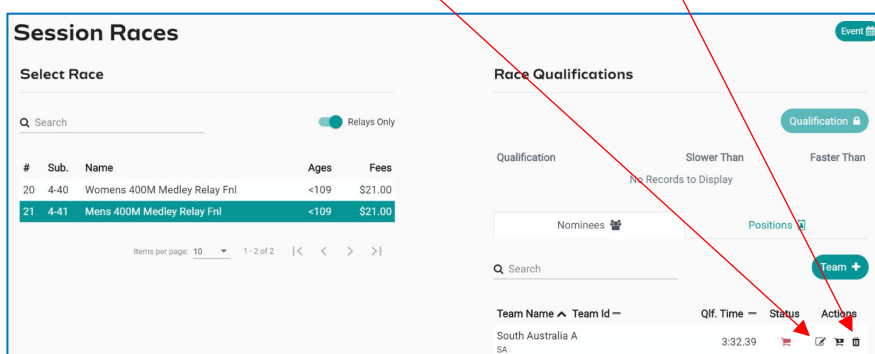 Session Races
Event
Select Race
Search
Relays Only
# Sub. Name Ages Fees
20 4-40 Womens 400M Medley Relay Fnl <109 $21.00
21 4-41 Mens 400M Medley Relay Fnl <109 $21.00
Items per page: 10 1 - 2 of 2
Race Qualifications
Qualification
Qualification Slower Than Faster Than
No Records to Display
Nominees Positions
Search
Team +
Team Name Team Id Qlf. Time Status Actions
South Australia A 3:32.39
SA